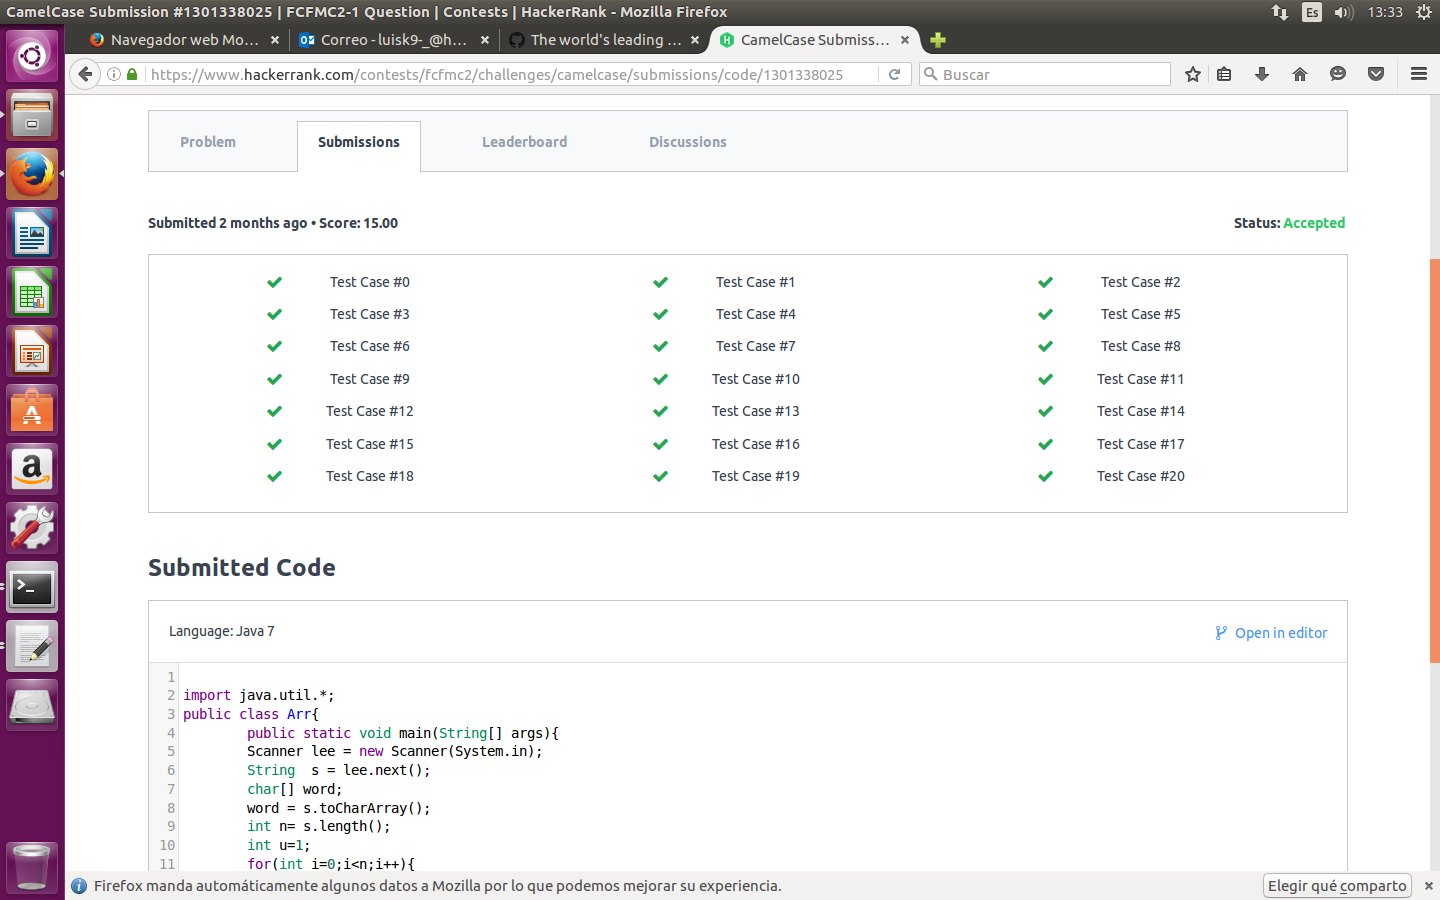 CamelCase Submission #1301338025 | FCFMC2-1 Question | Contests | HackerRank - Mozilla Firefox
Es
13:33
Navegador web Mo...
Correo - luisk9-_@h...
The world's leading ...
CamelCase Submiss...
https://www.hackerrank.com/contests/fcfmc2/challenges/camelcase/submissions/code/1301338025
Buscar
Problem
Submissions
Leaderboard
Discussions
Submitted 2 months ago • Score: 15.00
Status: Accepted
Test Case #0
Test Case #1
Test Case #2
Test Case #3
Test Case #4
Test Case #5
Test Case #6
Test Case #7
Test Case #8
Test Case #9
Test Case #10
Test Case #11
Test Case #12
Test Case #13
Test Case #14
Test Case #15
Test Case #16
Test Case #17
Test Case #18
Test Case #19
Test Case #20
Submitted Code
Language: Java 7
Open in editor
1
2 import java.util.*;
3 public class Arr{
4 public static void main(String[] args){
5 Scanner lee = new Scanner(System.in);
6 String  s = lee.next();
7 char[] word;
8 word = s.toCharArray();
9 int n= s.length();
10 int u=1;
11 for(int i=0;i<n;i++){
Firefox manda automáticamente algunos datos a Mozilla por lo que podemos mejorar su experiencia.
Elegir qué comparto